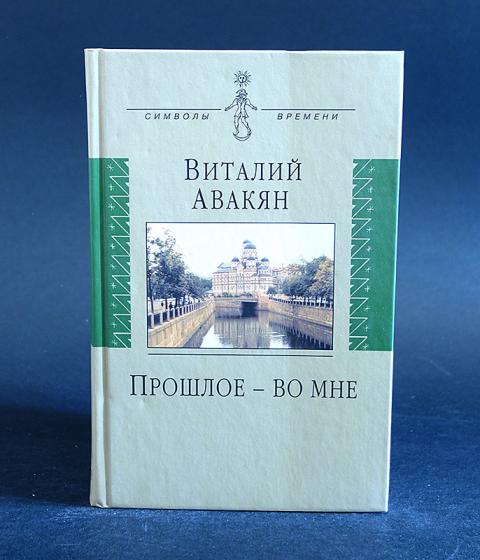 СИМВОЛЫ ВРЕМЕНИ
ВИТАЛИЙ
АВАКЯН
ПРОШЛОЕ – ВО МНЕ